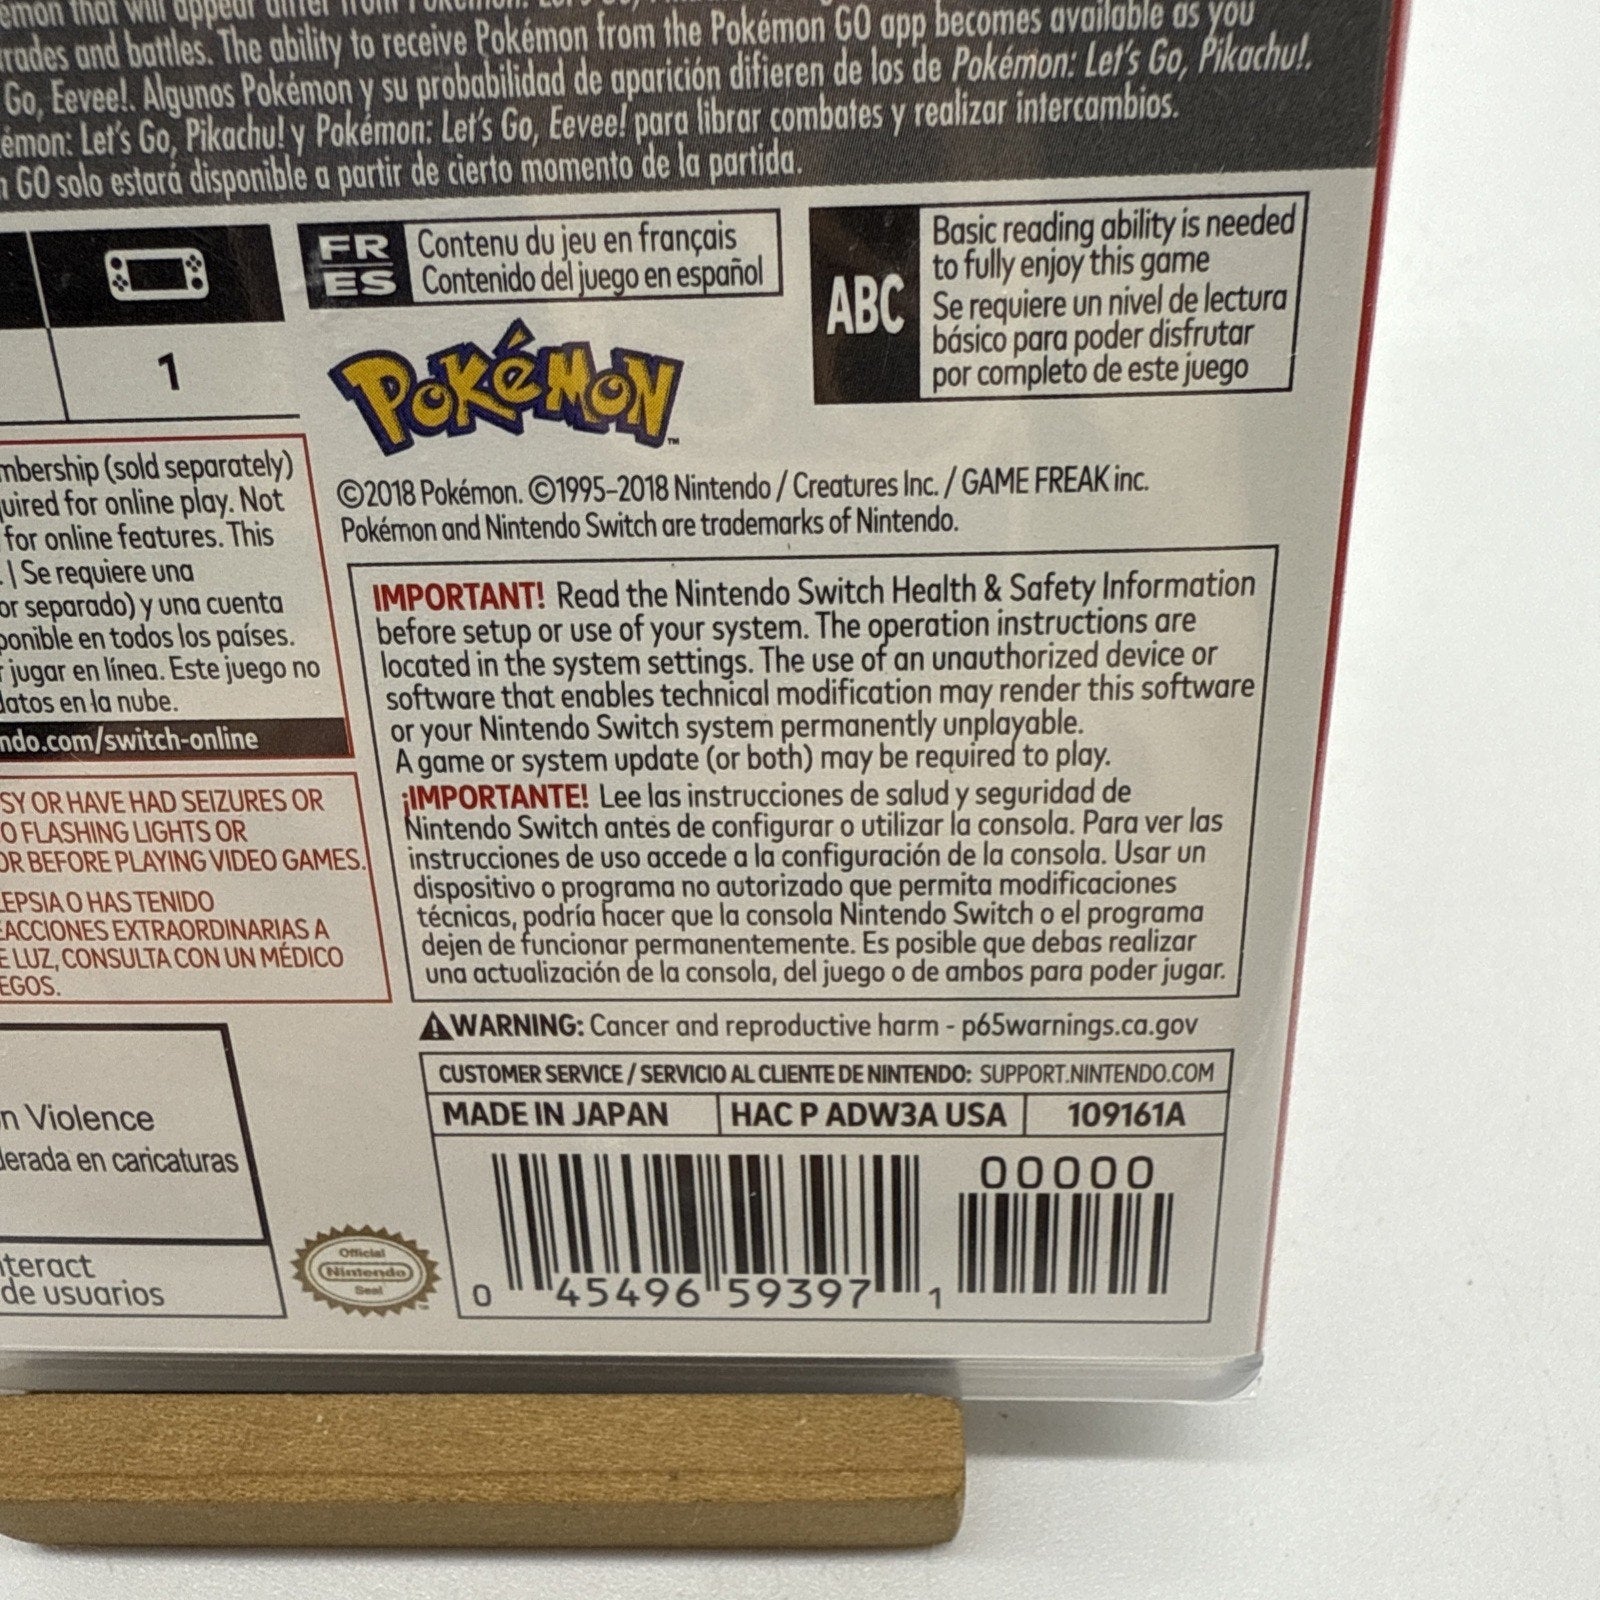 emon that will appear differ from Pokémon: Let's Go,
rades and battles. The ability to receive Pokémon from the Pokémon GO app becomes available as you
Go, Eevee!. Algunos Pokémon y su probabilidad de aparición difieren de los de Pokémon: Let's Go, Pikachu!.
émon: Let's Go, Pikachu! y Pokémon: Let's Go, Eevee! para librar combates y realizar intercambios.
n GO solo estará disponible a partir de cierto momento de la partida.
FR
ES
Contenu du jeu en français
Contenido del juego en español
ABC
Basic reading ability is needed
to fully enjoy this game
Se requiere un nivel de lectura
básico para poder disfrutar
por completo de este juego
1
POKéMON™
©2018 Pokémon. ©1995–2018 Nintendo / Creatures Inc. / GAME FREAK inc.
Pokémon and Nintendo Switch are trademarks of Nintendo.
mbership (sold separately)
uired for online play. Not
for online features. This
. | Se requiere una
or separado) y una cuenta
ponible en todos los países.
r jugar en línea. Este juego no
datos en la nube.
ndo.com/switch-online
SY OR HAVE HAD SEIZURES OR
O FLASHING LIGHTS OR
OR BEFORE PLAYING VIDEO GAMES.
LEPSIA O HAS TENIDO
EACCIONES EXTRAORDINARIAS A
E LUZ, CONSULTA CON UN MÉDICO
EGOS.
IMPORTANT! Read the Nintendo Switch Health & Safety Information
before setup or use of your system. The operation instructions are
located in the system settings. The use of an unauthorized device or
software that enables technical modification may render this software
or your Nintendo Switch system permanently unplayable.
A game or system update (or both) may be required to play.
¡IMPORTANTE! Lee las instrucciones de salud y seguridad de
Nintendo Switch antes de configurar o utilizar la consola. Para ver las
instrucciones de uso accede a la configuración de la consola. Usar un
dispositivo o programa no autorizado que permita modificaciones
técnicas, podría hacer que la consola Nintendo Switch o el programa
dejen de funcionar permanentemente. Es posible que debas realizar
una actualización de la consola, del juego o de ambos para poder jugar.
WARNING: Cancer and reproductive harm - p65warnings.ca.gov
CUSTOMER SERVICE / SERVICIO AL CLIENTE DE NINTENDO: SUPPORT.NINTENDO.COM
MADE IN JAPAN
HAC P ADW3A USA
109161A
n Violence
derada en caricaturas
nteract
de usuarios
Official
Nintendo
Seal
00000
0 45496 59397 1